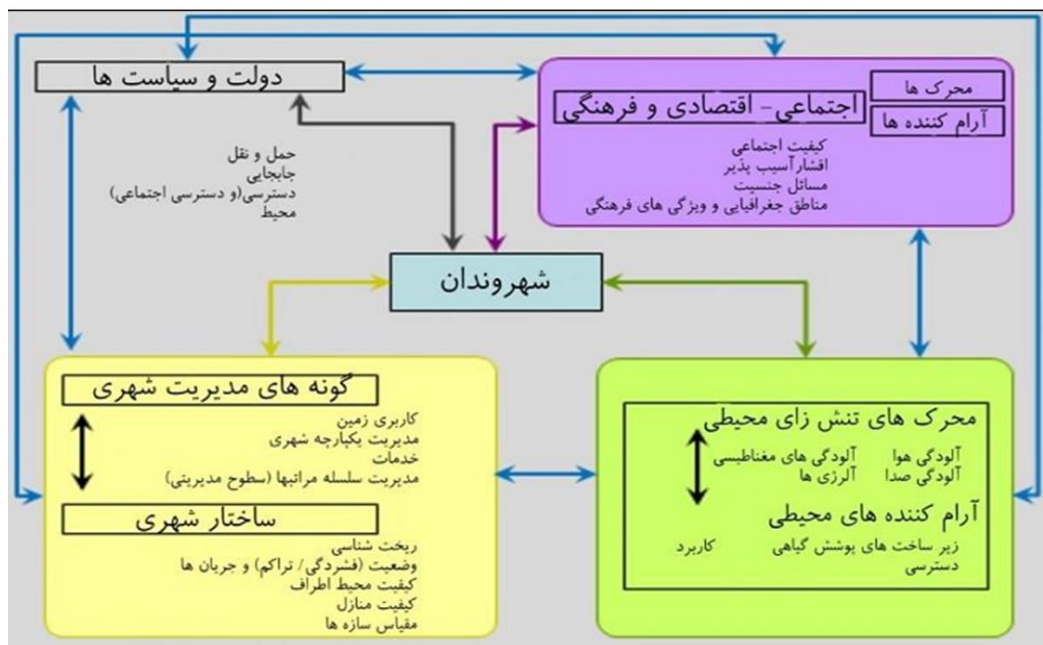 دولت و سیاست ها
حمل و نقل
جابجایی
دسترسی(و دسترسی اجتماعی)
محیط
محرک ها
آرام کننده ها
اجتماعی- اقتصادی و فرهنگی
کیفیت اجتماعی
اقشارآسیب پذیر
مسائل جنسیت
مناطق جغرافیایی و ویژگی های فرهنگی
شهروندان
گونه های مدیریت شهری
کاربری زمین
مدیریت یکپارچه شهری
خدمات
مدیریت سلسله مراتبها (سطوح مدیریتی)
ساختار شهری
ریخت شناسی
وضعیت (فشردگی/ تراکم) و جریان ها
کیفیت محیط اطراف
کیفیت منازل
مقیاس سازه ها
محرک های تنش زای محیطی
آلودگی هوا آلودگی های مغناطیسی
آلودگی صدا آلرژی ها
آرام کننده های محیطی
زیر ساخت های پوشش گیاهی کاربرد
دسترسی